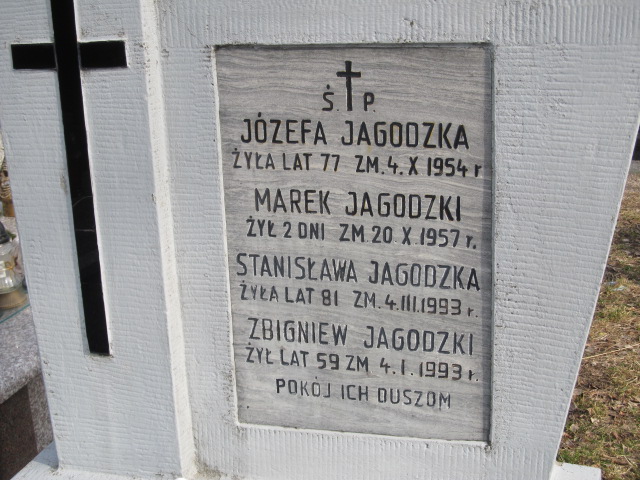 Ś. P.
JÓZEFA JAGODZKA
ŻYŁA LAT 77 ZM. 4. X 1954 r
MAREK JAGODZKI
ŻYŁ 2 DNI ZM. 20. X. 1957 r.
STANISŁAWA JAGODZKA
ŻYŁA LAT 81 ZM. 4. III. 1993 r.
ZBIGNIEW JAGODZKI
ŻYŁ LAT 59 ZM 4. I. 1993 r.
POKÓJ ICH DUSZOM